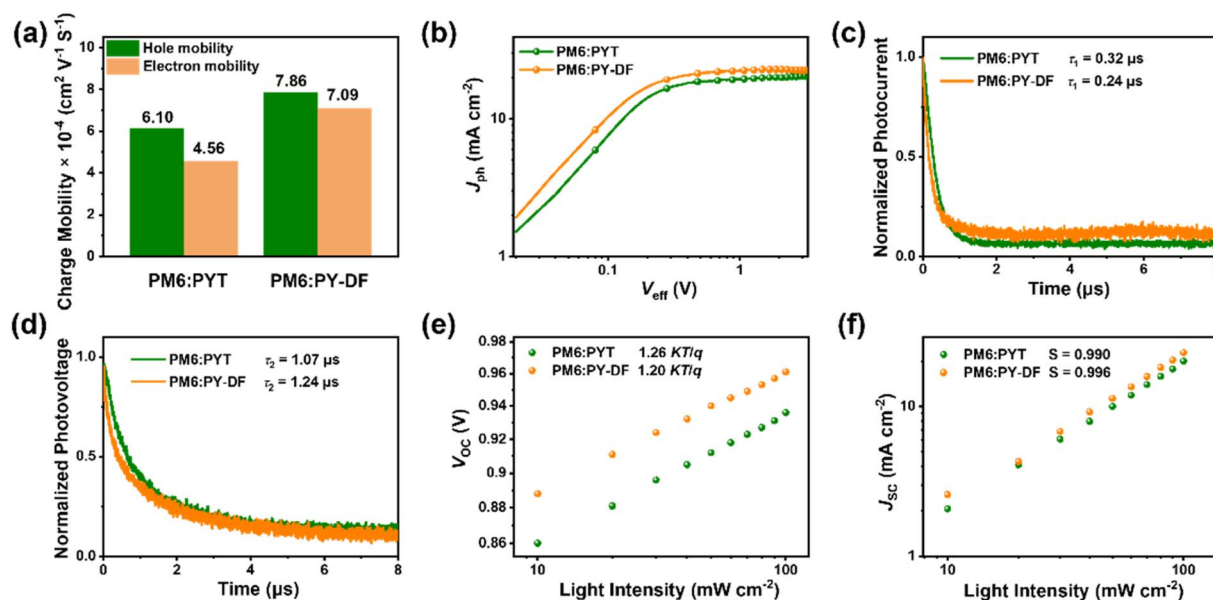 (a)
Charge Mobility × 10⁻⁴ (cm² V⁻¹ S⁻¹)
10
8
6
4
2
0
Hole mobility
Electron mobility
6.10
4.56
7.86
7.09
PM6:PYT
PM6:PY-DF
(b)
PM6:PYT
PM6:PY-DF
Jph (mA cm⁻²)
10
1
0.1
1
Veff (V)
(c)
PM6:PYT τ₁ = 0.32 μs
PM6:PY-DF τ₁ = 0.24 μs
Normalized Photocurrent
1.0
0.5
0.0
0
2
4
6
8
Time (μs)
(d)
PM6:PYT τ₂ = 1.07 μs
PM6:PY-DF τ₂ = 1.24 μs
Normalized Photovoltage
1.0
0.5
0.0
0
2
4
6
8
Time (μs)
(e)
PM6:PYT 1.26 KT/q
PM6:PY-DF 1.20 KT/q
VOC (V)
0.98
0.96
0.94
0.92
0.9
0.88
0.86
10
100
Light Intensity (mW cm⁻²)
(f)
PM6:PYT S = 0.990
PM6:PY-DF S = 0.996
JSC (mA cm⁻²)
10
1
10
100
Light Intensity (mW cm⁻²)